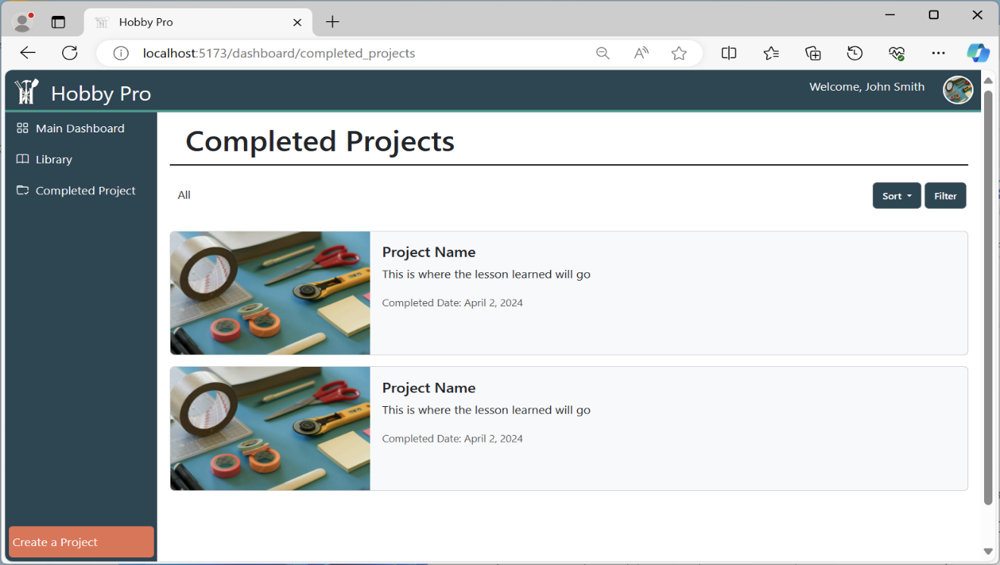 Hobby Pro
localhost:5173/dashboard/completed_projects
Hobby Pro
Welcome, John Smith
Main Dashboard
Library
Completed Project
Create a Project
Completed Projects
All
Sort
Filter
Project Name
This is where the lesson learned will go
Completed Date: April 2, 2024
Project Name
This is where the lesson learned will go
Completed Date: April 2, 2024